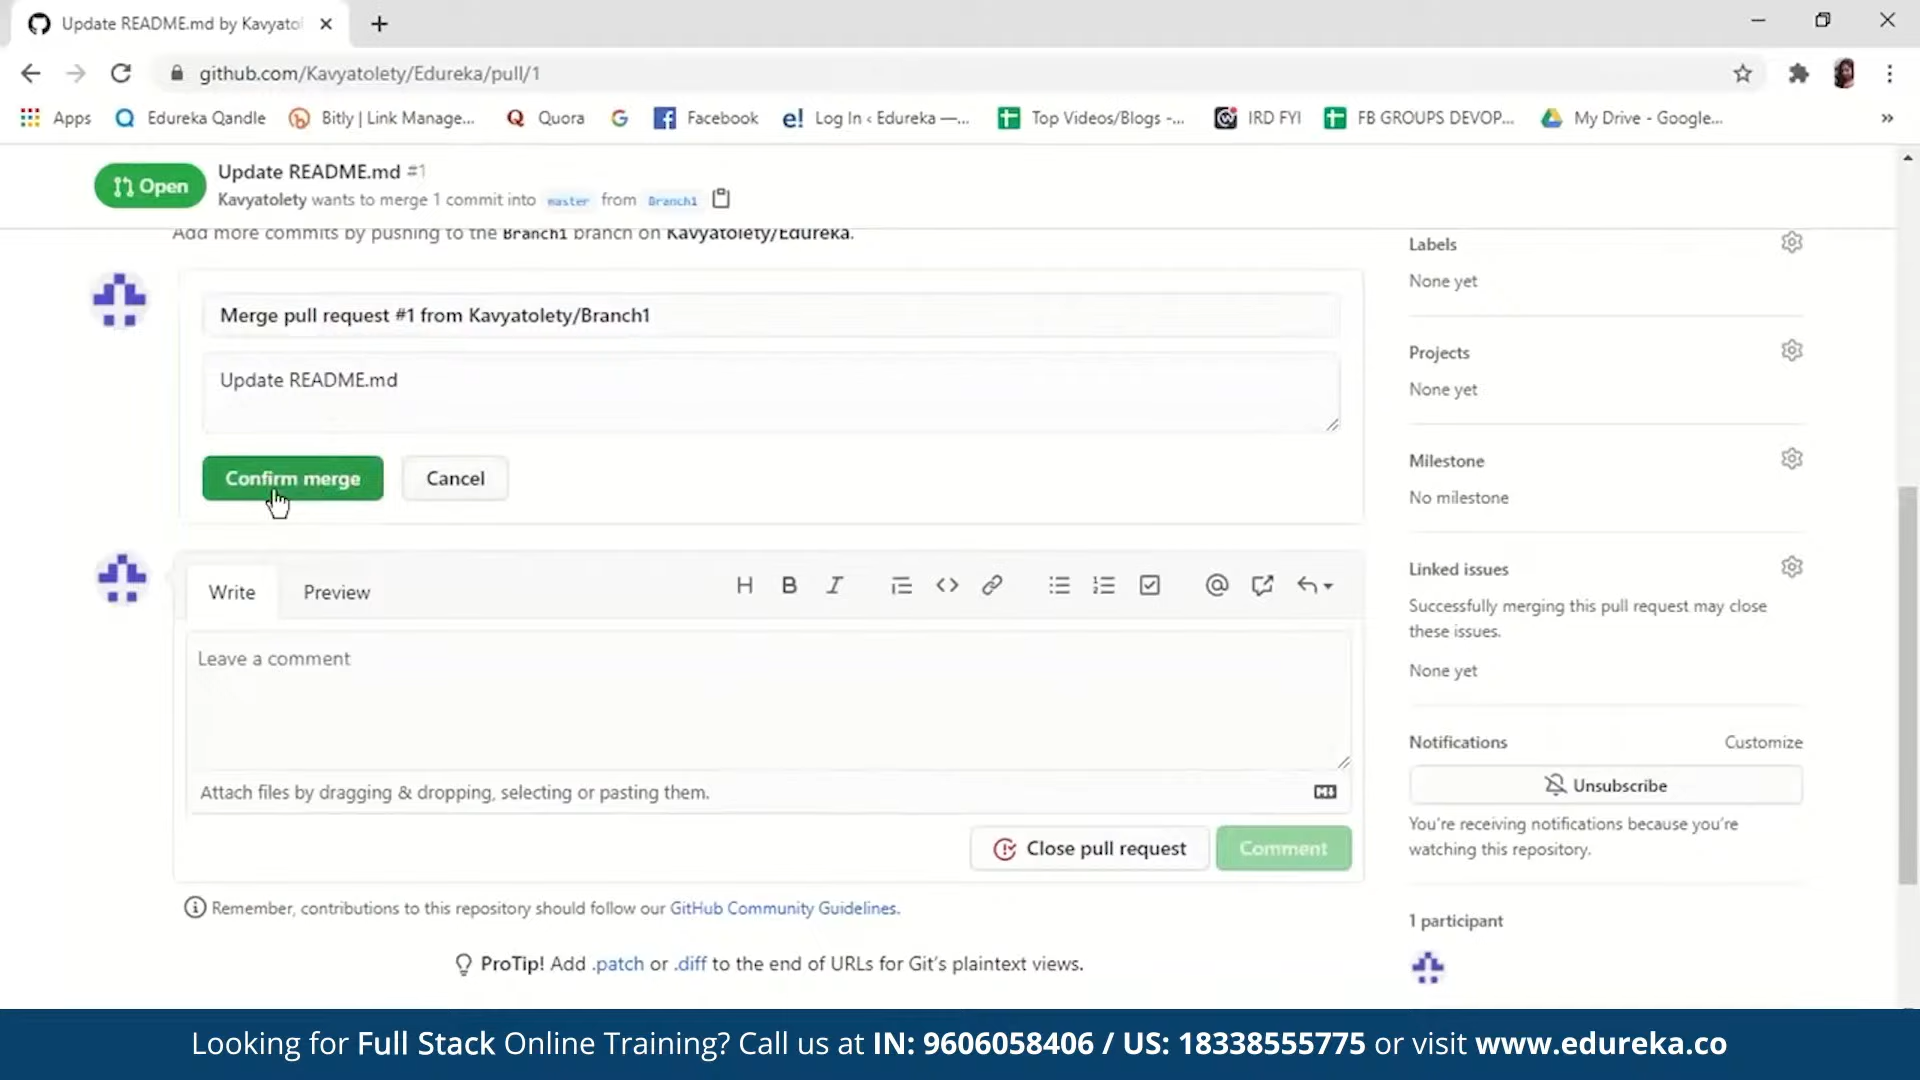 Update README.md by Kavyatol
github.com/Kavyatolety/Edureka/pull/1
Apps
Edureka Qandle
Bitly | Link Manage...
Quora
Facebook
Log In ‹ Edureka —...
Top Videos/Blogs -...
IRD FYI
FB GROUPS DEVOP...
My Drive - Google...
»
Open
Update README.md #1
Kavyatolety wants to merge 1 commit into master from Branch1
Add more commits by pushing to the Branch1 branch on Kavyatolety/Edureka.
Merge pull request #1 from Kavyatolety/Branch1
Update README.md
Confirm merge
Cancel
Write
Preview
Leave a comment
Attach files by dragging & dropping, selecting or pasting them.
Close pull request
Comment
Remember, contributions to this repository should follow our GitHub Community Guidelines.
ProTip! Add .patch or .diff to the end of URLs for Git's plaintext views.
Labels
None yet
Projects
None yet
Milestone
No milestone
Linked issues
Successfully merging this pull request may close
these issues.
None yet
Notifications
Customize
Unsubscribe
You're receiving notifications because you're
watching this repository.
1 participant
Looking for Full Stack Online Training? Call us at IN: 9606058406 / US: 18338555775 or visit www.edureka.co